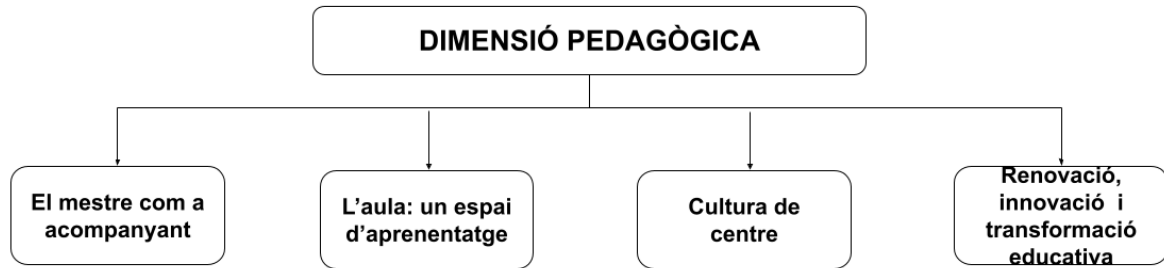 DIMENSIÓ PEDAGÒGICA
El mestre com a
acompanyant
L’aula: un espai
d’aprenentatge
Cultura de
centre
Renovació,
innovació i
transformació
educativa